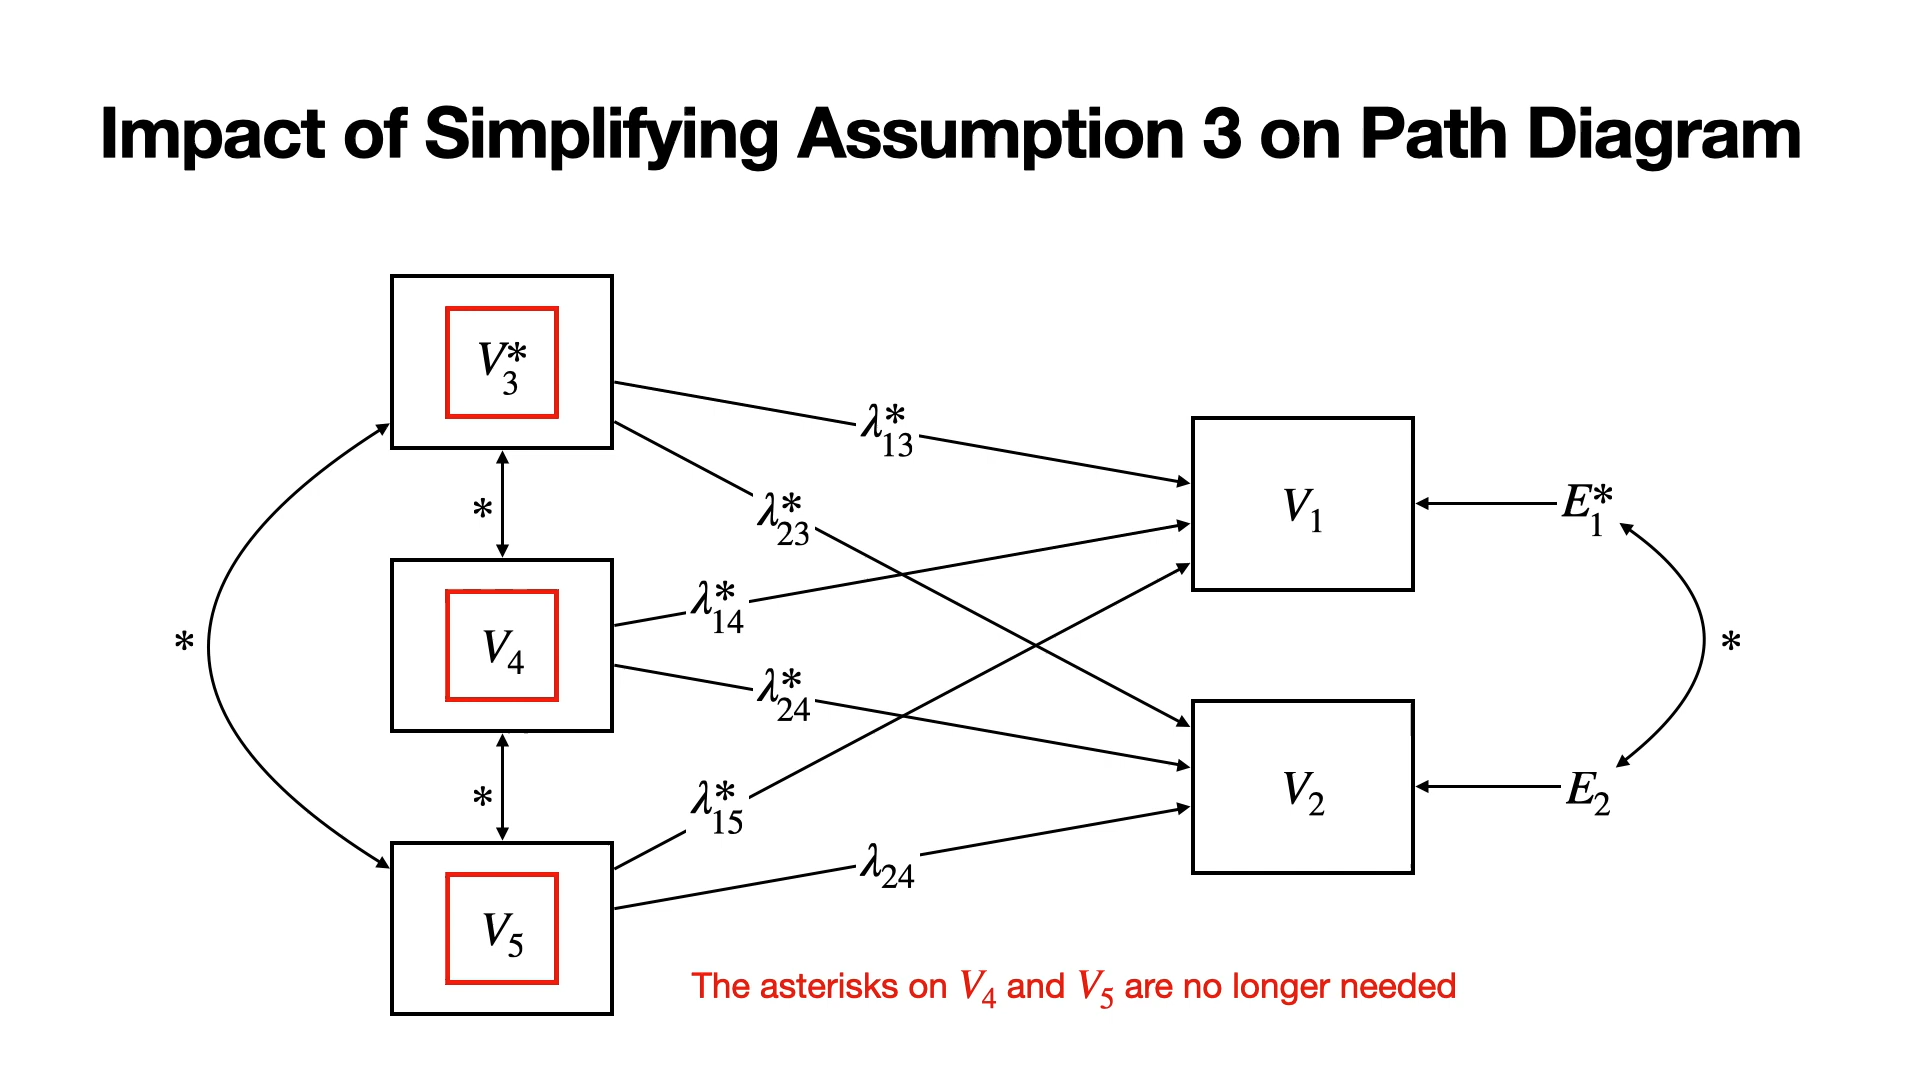 Impact of Simplifying Assumption 3 on Path Diagram
V₃*
λ₁₃*
E₁*
V₁
*
λ₂₃*
λ₁₄*
*
V₄
*
λ₂₄*
*
λ₁₅*
V₂
E₂
λ₂₄
V₅
The asterisks on V₄ and V₅ are no longer needed